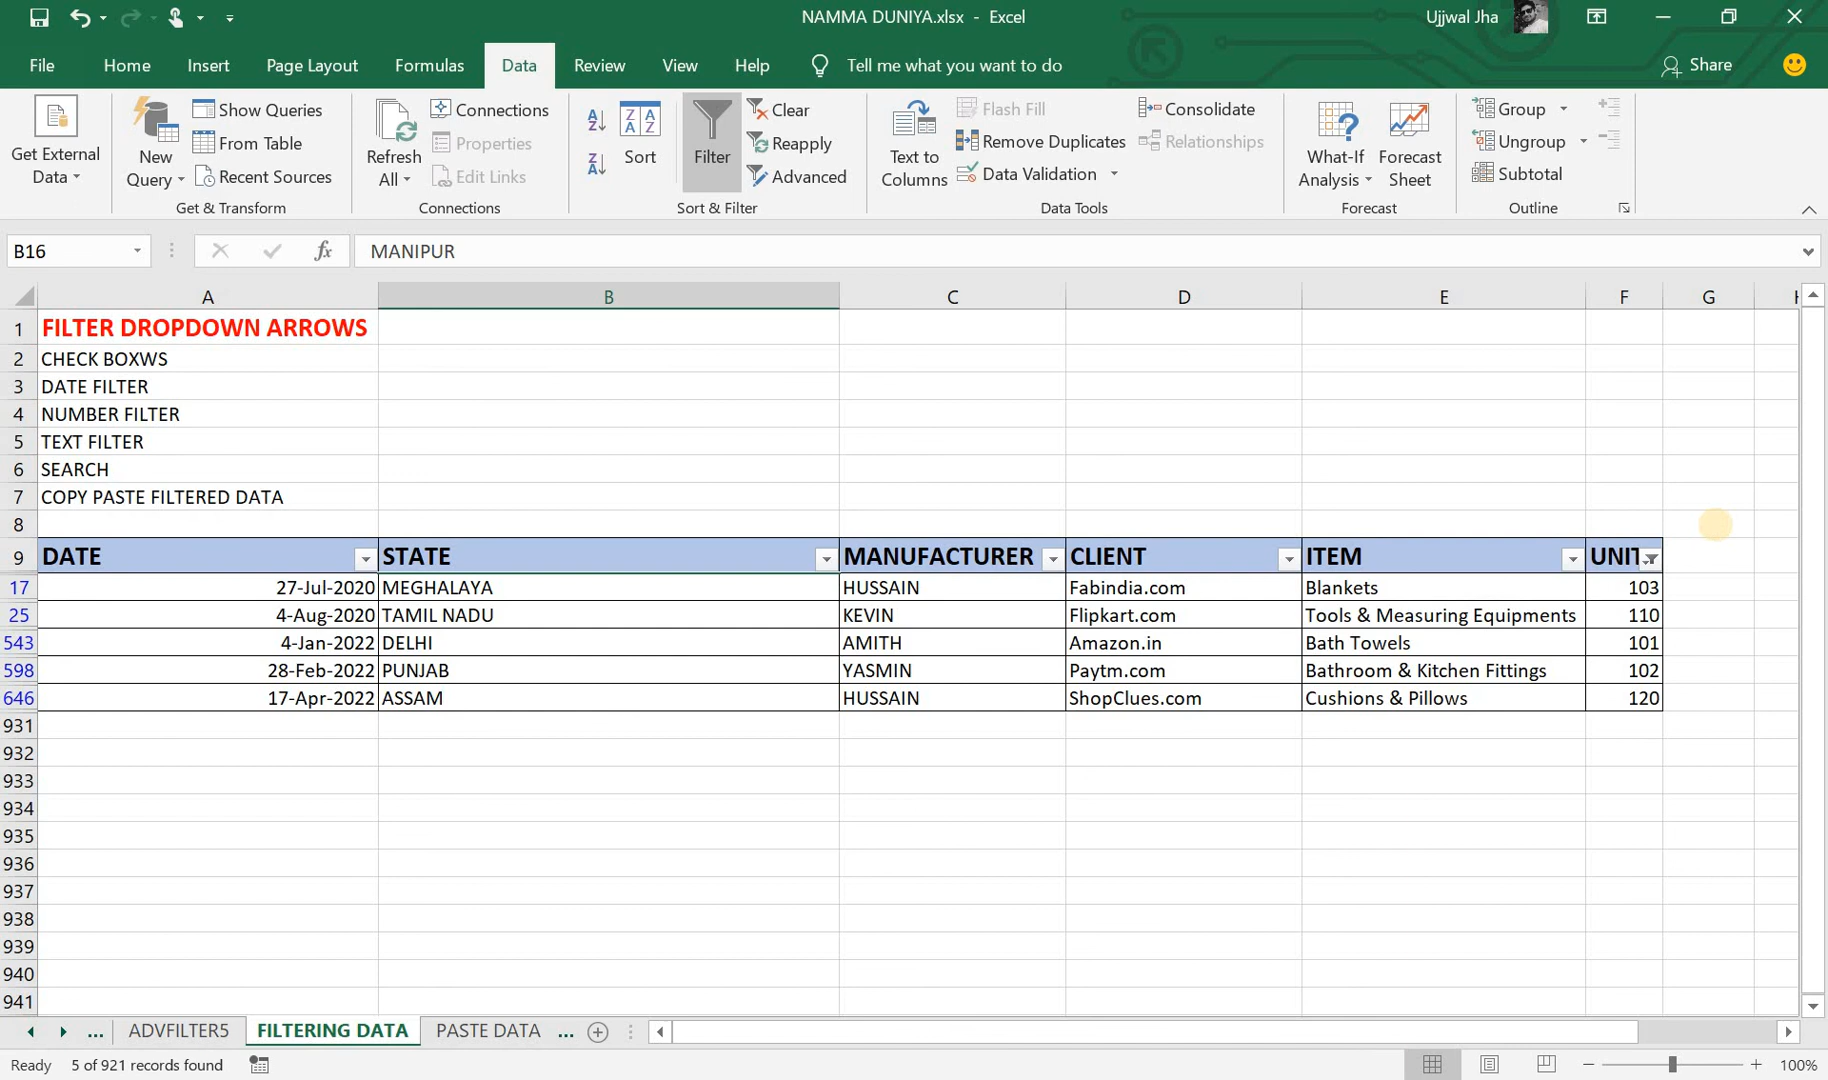 NAMMA DUNIYA.xlsx - Excel
Ujjwal Jha
File Home Insert Page Layout Formulas Data Review View Help Tell me what you want to do Share
Get External Data
New Query
Show Queries
From Table
Recent Sources
Get & Transform
Refresh All
Connections
Properties
Edit Links
Connections
Sort
Filter
Clear
Reapply
Advanced
Sort & Filter
Text to Columns
Flash Fill
Remove Duplicates
Data Validation
Consolidate
Relationships
Data Tools
What-If Analysis
Forecast Sheet
Forecast
Group
Ungroup
Subtotal
Outline
B16 fx MANIPUR
A B C D E F G
1 FILTER DROPDOWN ARROWS
2 CHECK BOXWS
3 DATE FILTER
4 NUMBER FILTER
5 TEXT FILTER
6 SEARCH
7 COPY PASTE FILTERED DATA
8
9 DATE STATE MANUFACTURER CLIENT ITEM UNIT
17 27-Jul-2020 MEGHALAYA HUSSAIN Fabindia.com Blankets 103
25 4-Aug-2020 TAMIL NADU KEVIN Flipkart.com Tools & Measuring Equipments 110
543 4-Jan-2022 DELHI AMITH Amazon.in Bath Towels 101
598 28-Feb-2022 PUNJAB YASMIN Paytm.com Bathroom & Kitchen Fittings 102
646 17-Apr-2022 ASSAM HUSSAIN ShopClues.com Cushions & Pillows 120
931
932
933
934
935
936
937
938
939
940
941
... ADVFILTER5 FILTERING DATA PASTE DATA ...
Ready 5 of 921 records found 100%